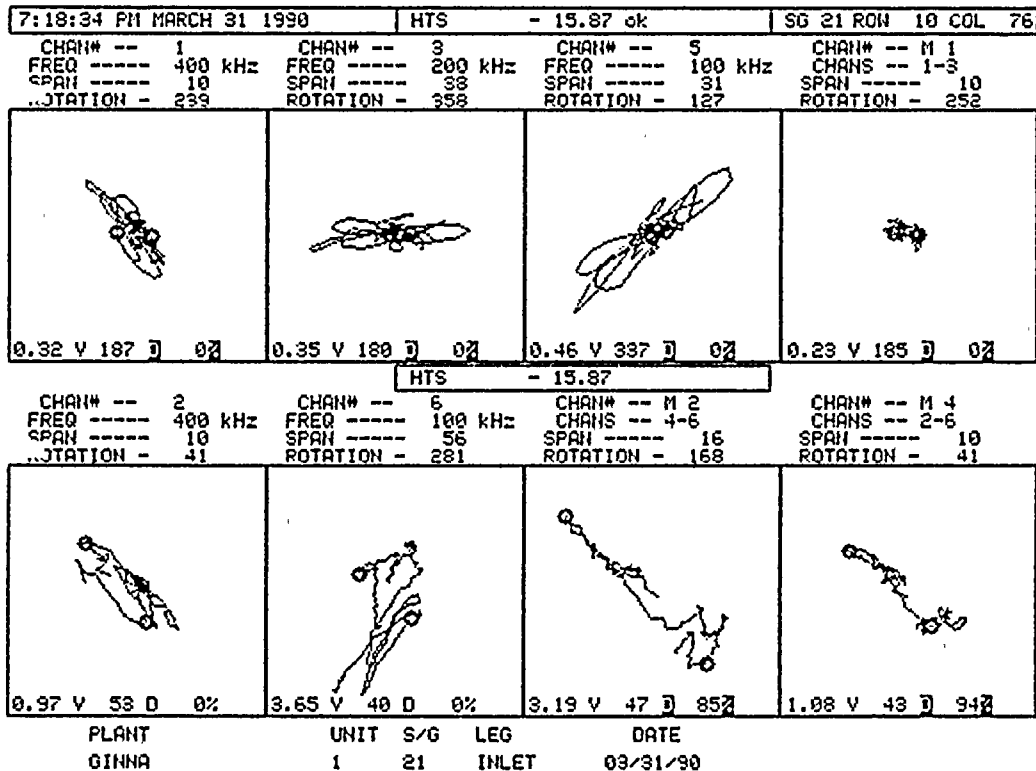 7:18:34 PM MARCH 31 1990 HTS - 15.87 ok SG 21 ROW 10 COL 76
CHAN# -- 1 CHAN# -- 3 CHAN# -- 5 CHAN# -- M 1
FREQ ----- 400 kHz FREQ ----- 200 kHz FREQ ----- 100 kHz CHANS -- 1-3
SPAN ----- 10 SPAN ----- 38 SPAN ----- 31 SPAN ----- 10
ROTATION - 239 ROTATION - 358 ROTATION - 127 ROTATION - 252
0.32 V 187 D 0% 0.35 V 180 D 0% 0.46 V 337 D 0% 0.23 V 185 D 0%
HTS - 15.87
CHAN# -- 2 CHAN# -- 6 CHAN# -- M 2 CHAN# -- M 4
FREQ ----- 400 kHz FREQ ----- 100 kHz CHANS -- 4-6 CHANS -- 2-6
SPAN ----- 10 SPAN ----- 56 SPAN ----- 16 SPAN ----- 10
ROTATION - 41 ROTATION - 281 ROTATION - 168 ROTATION - 41
0.97 V 53 D 0% 3.65 V 40 D 0% 3.19 V 47 D 85% 1.08 V 43 D 94%
PLANT UNIT S/G LEG DATE
GINNA 1 21 INLET 03/31/90